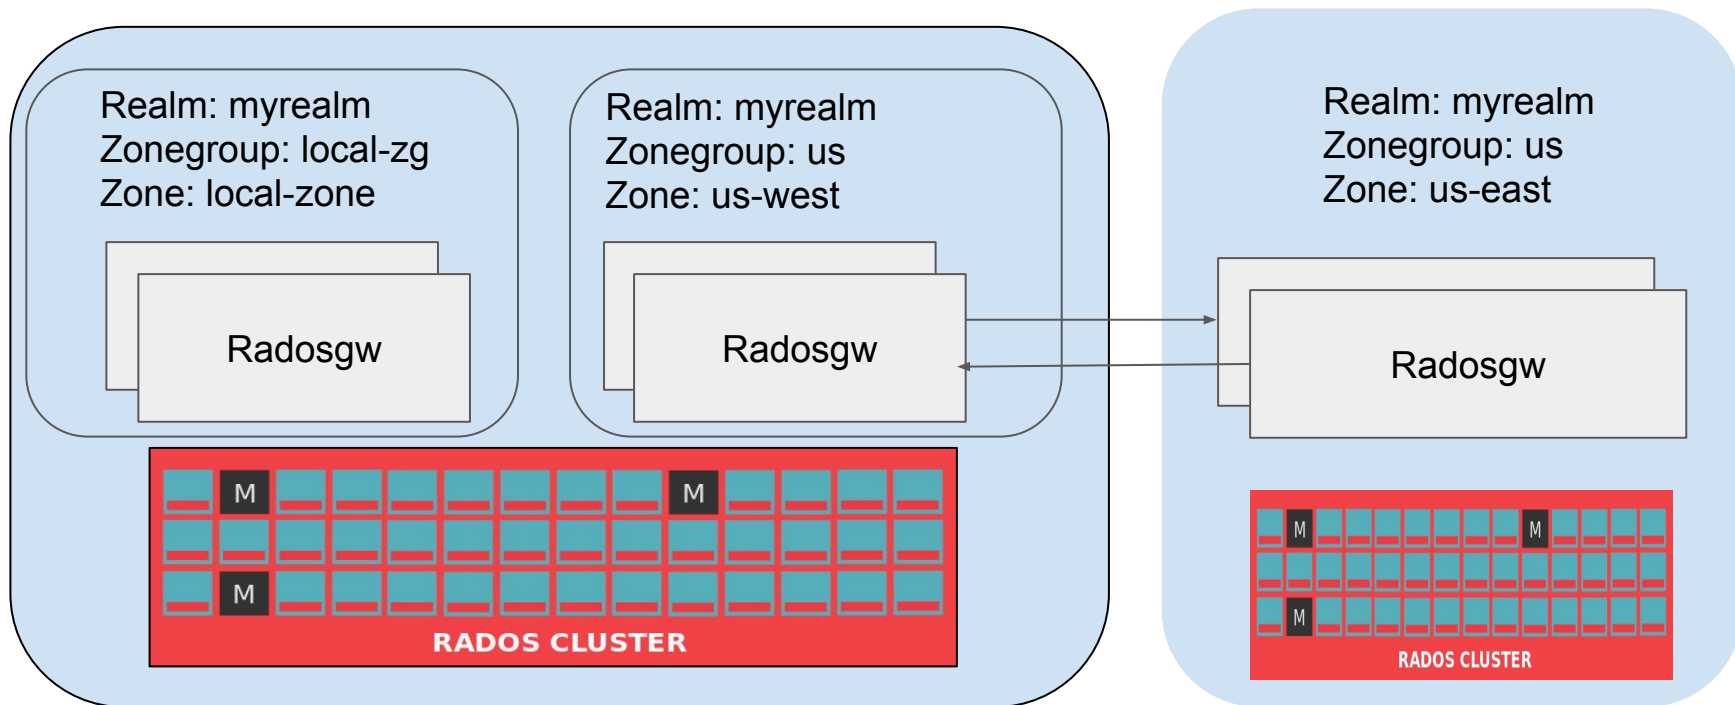 Realm: myrealm
Zonegroup: local-zg
Zone: local-zone
Radosgw
Realm: myrealm
Zonegroup: us
Zone: us-west
Radosgw
M
M
M
RADOS CLUSTER
Realm: myrealm
Zonegroup: us
Zone: us-east
Radosgw
M
M
M
RADOS CLUSTER